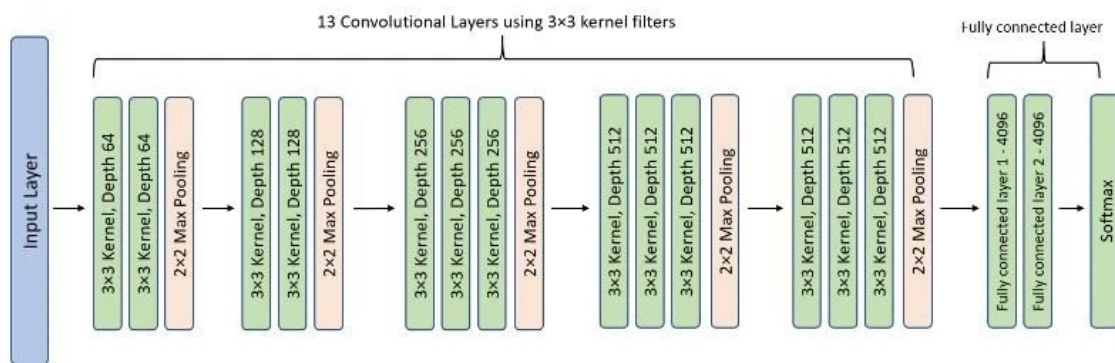 13 Convolutional Layers using 3×3 kernel filters
Fully connected layer
Input Layer
3×3 Kernel, Depth 64
3×3 Kernel, Depth 64
2×2 Max Pooling
3×3 Kernel, Depth 128
3×3 Kernel, Depth 128
2×2 Max Pooling
3×3 Kernel, Depth 256
3×3 Kernel, Depth 256
3×3 Kernel, Depth 256
2×2 Max Pooling
3×3 Kernel, Depth 512
3×3 Kernel, Depth 512
3×3 Kernel, Depth 512
2×2 Max Pooling
3×3 Kernel, Depth 512
3×3 Kernel, Depth 512
3×3 Kernel, Depth 512
2×2 Max Pooling
Fully connected layer 1 - 4096
Fully connected layer 2 - 4096
Softmax